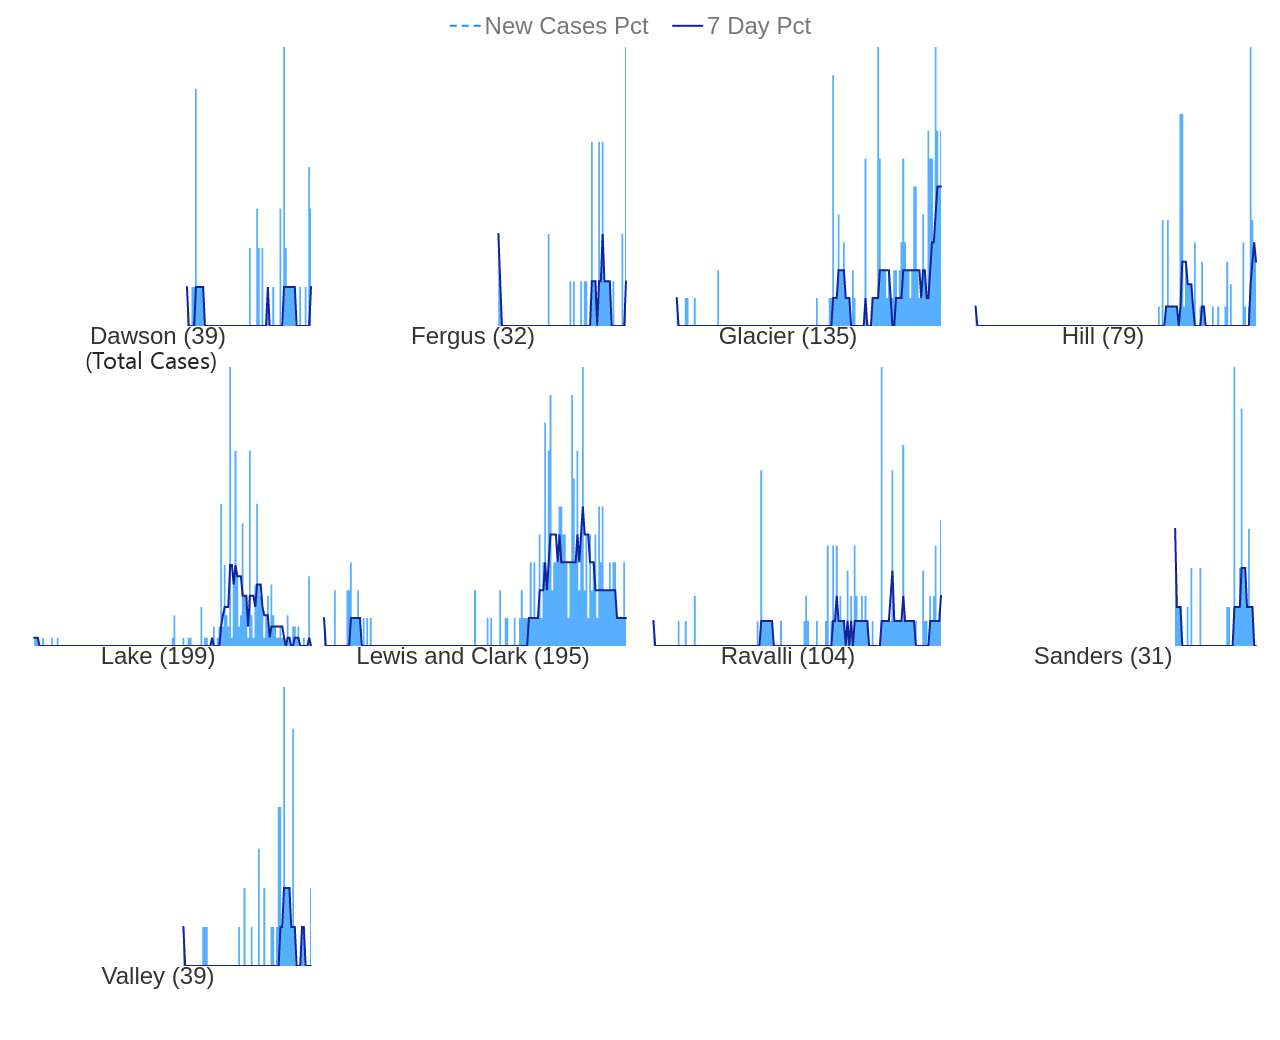 New Cases Pct 7 Day Pct
Dawson (39) Fergus (32) Glacier (135) Hill (79)
(Total Cases)
Lake (199) Lewis and Clark (195) Ravalli (104) Sanders (31)
Valley (39)